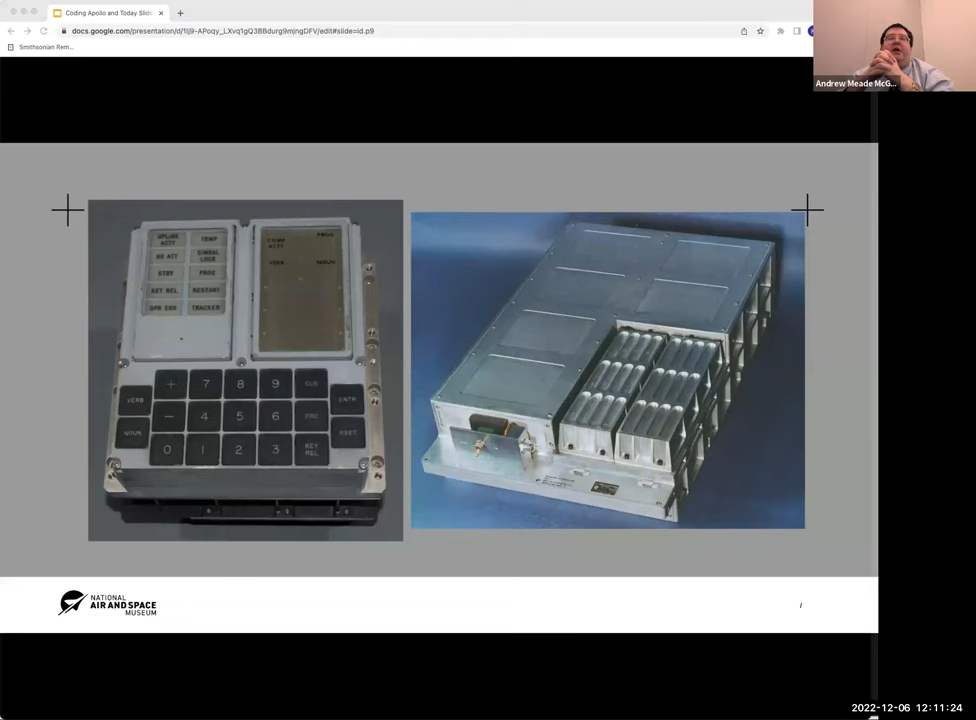 Coding Apollo and Today Slide
docs.google.com/presentation/d/1lj9-APoqy_LXvq1gQ3BBdurg9mjngDFV/edit#slide=id.p9
Smithsonian Rem...
Andrew Meade McG...
UPLINK ACTY
TEMP
NO ATT
GIMBAL LOCK
STBY
PROG
KEY REL
RESTART
OPR ERR
TRACKER
COMP ACTY
PROG
VERB
NOUN
VERB
NOUN
+ 7 8 9 CLR
- 4 5 6 PRO
0 1 2 3 KEY REL
ENTR
RSET
NATIONAL
AIR AND SPACE
MUSEUM
2022-12-06 12:11:24